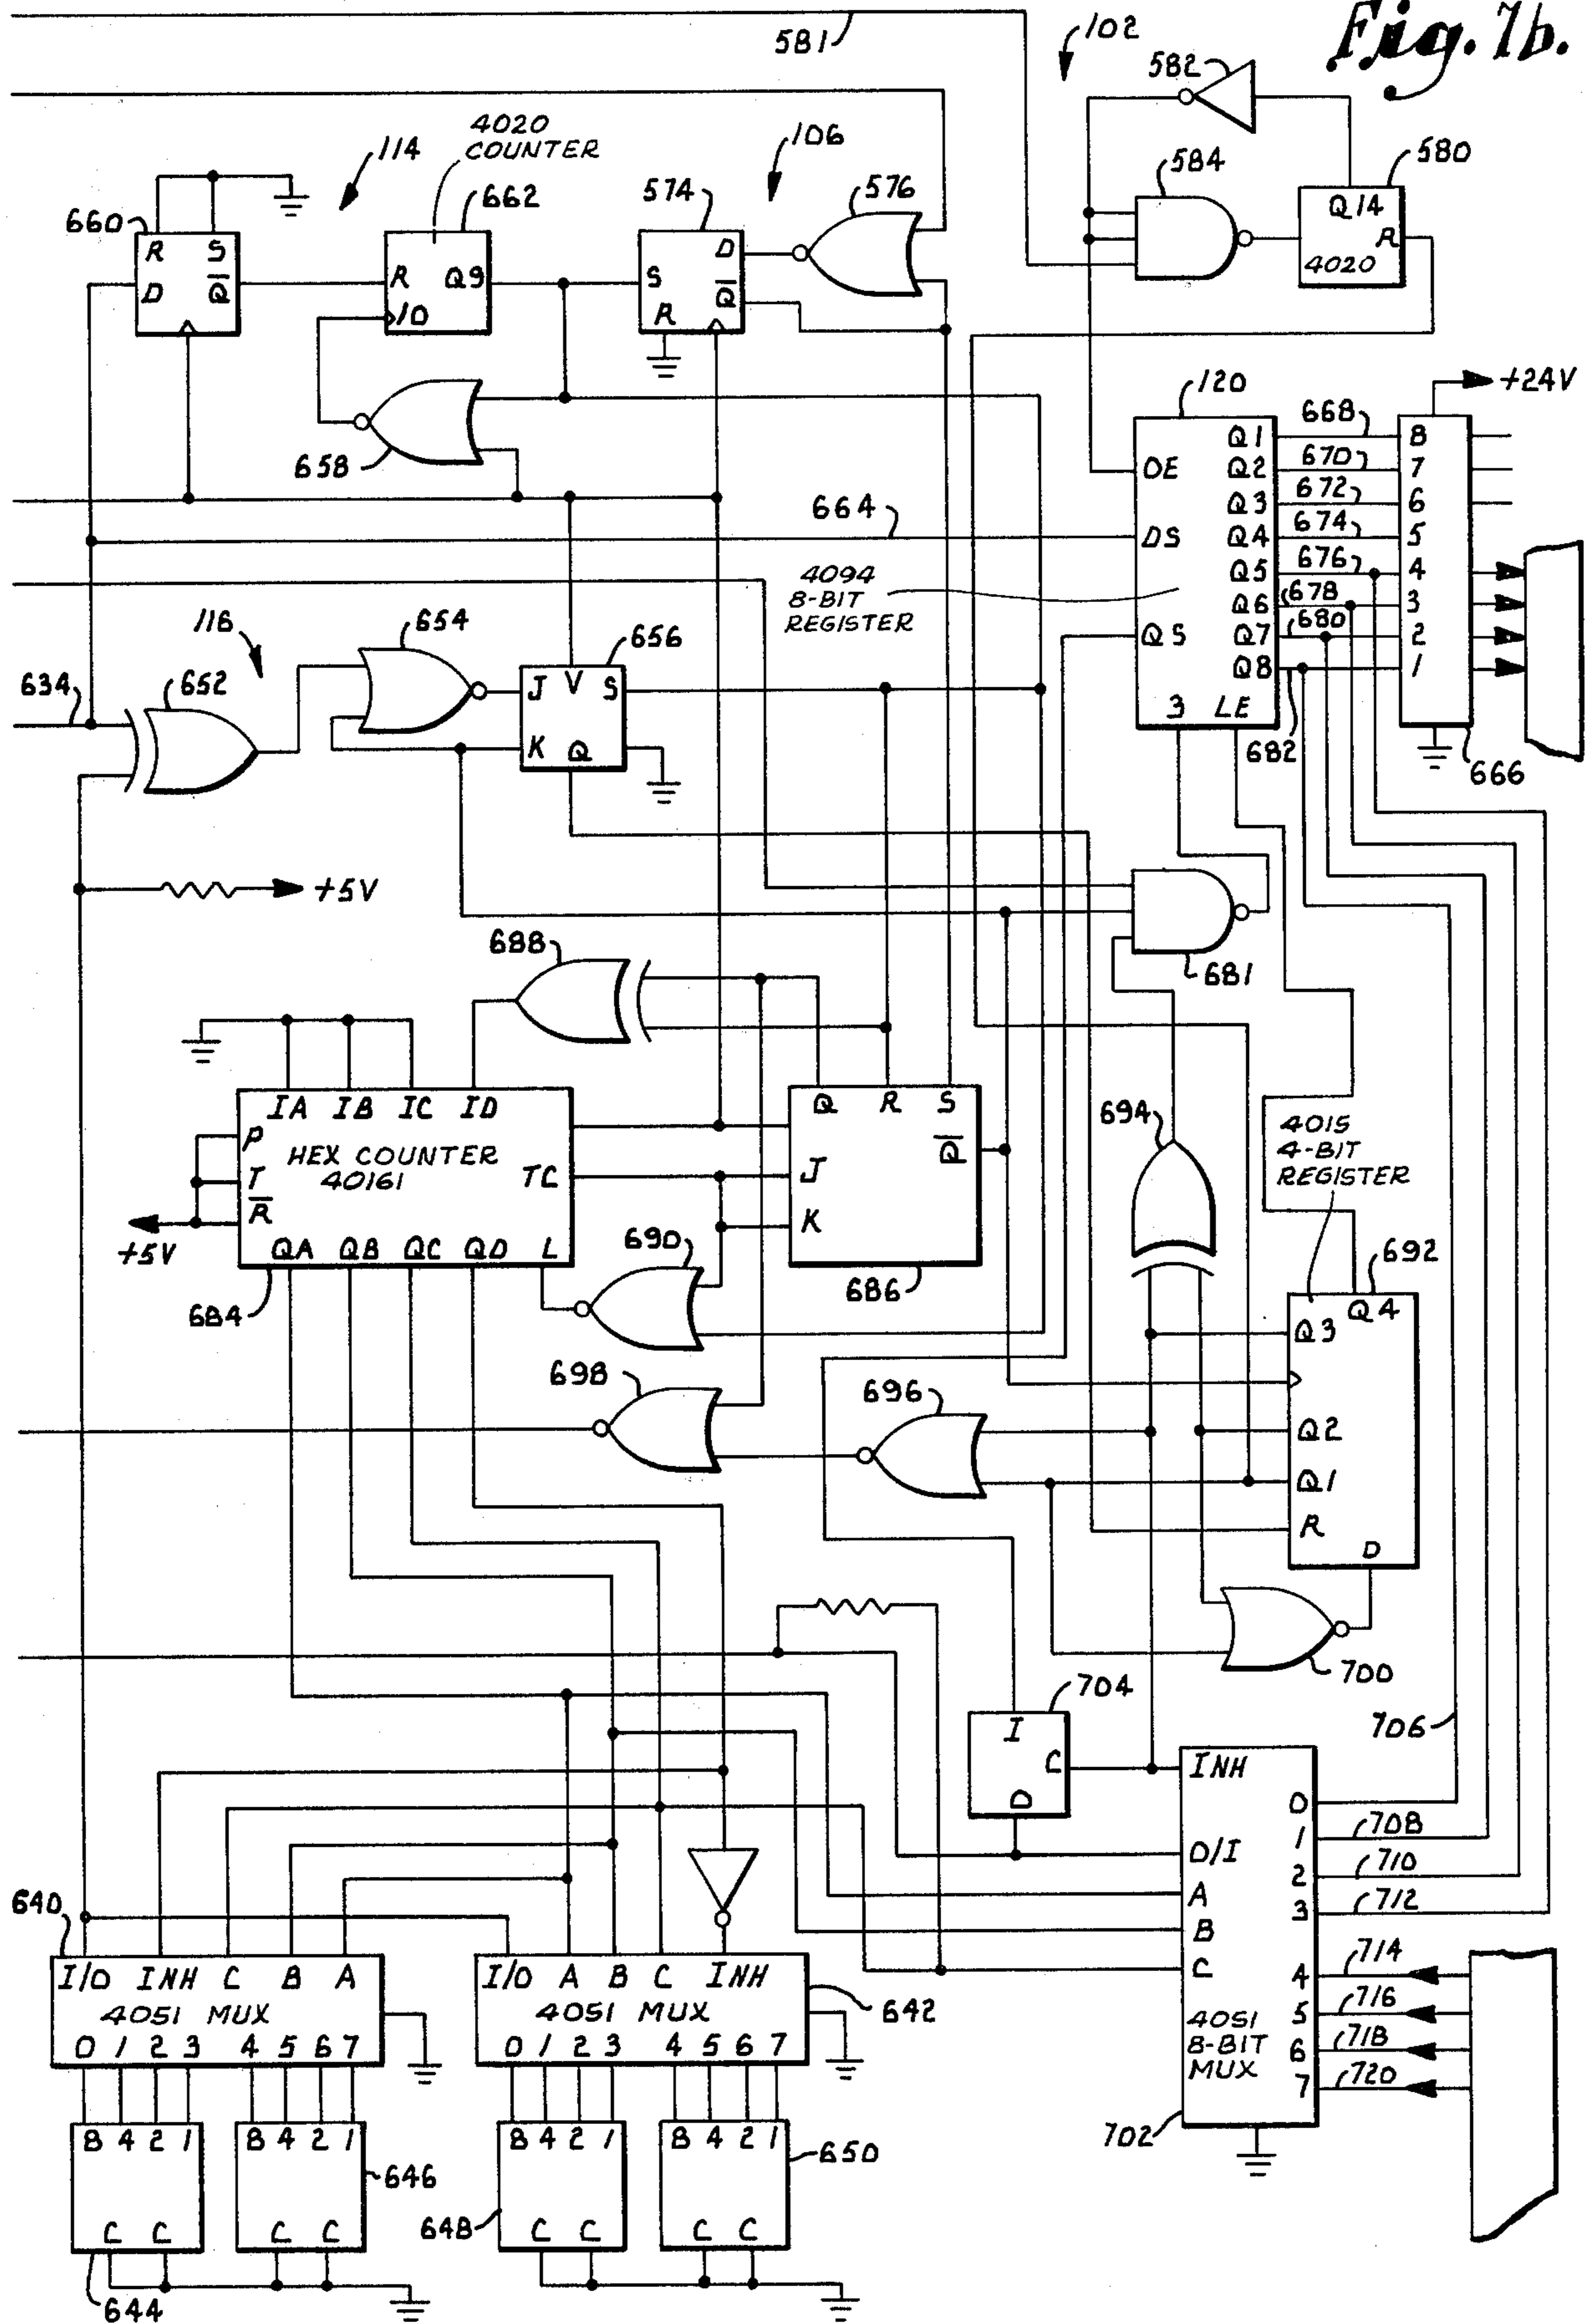 Fig. 7b.
581
102
582
584
580
Q14
R
4020
114
4020
COUNTER
106
660
R S
D Q
662
R Q9
10
574
D
S Q
R
576
658
664
120
668
670
672
674
676
678
680
682
+24V
OE
DS
QS
3 LE
Q1
Q2
Q3
Q4
Q5
Q6
Q7
Q8
8
7
6
5
4
3
2
1
666
4094
8-BIT
REGISTER
116
654
656
J V S
K Q
634
652
+5V
681
688
IA IB IC ID
P
T
R
HEX COUNTER
40161
TC
QA QB QC QD L
+5V
684
690
Q R S
Q
J
K
686
694
4015
4-BIT
REGISTER
692
Q4
Q3
Q2
Q1
R
D
698
696
700
704
I
C
D
706
INH
D/I
A
B
C
4051
8-BIT
MUX
0
1
2
3
4
5
6
7
708
710
712
714
716
718
720
702
640
I/O INH C B A
4051 MUX
0 1 2 3 4 5 6 7
I/O A B C INH
4051 MUX
0 1 2 3 4 5 6 7
642
8 4 2 1
C C
644
8 4 2 1
C C
646
8 4 2 1
C C
648
8 4 2 1
C C
650